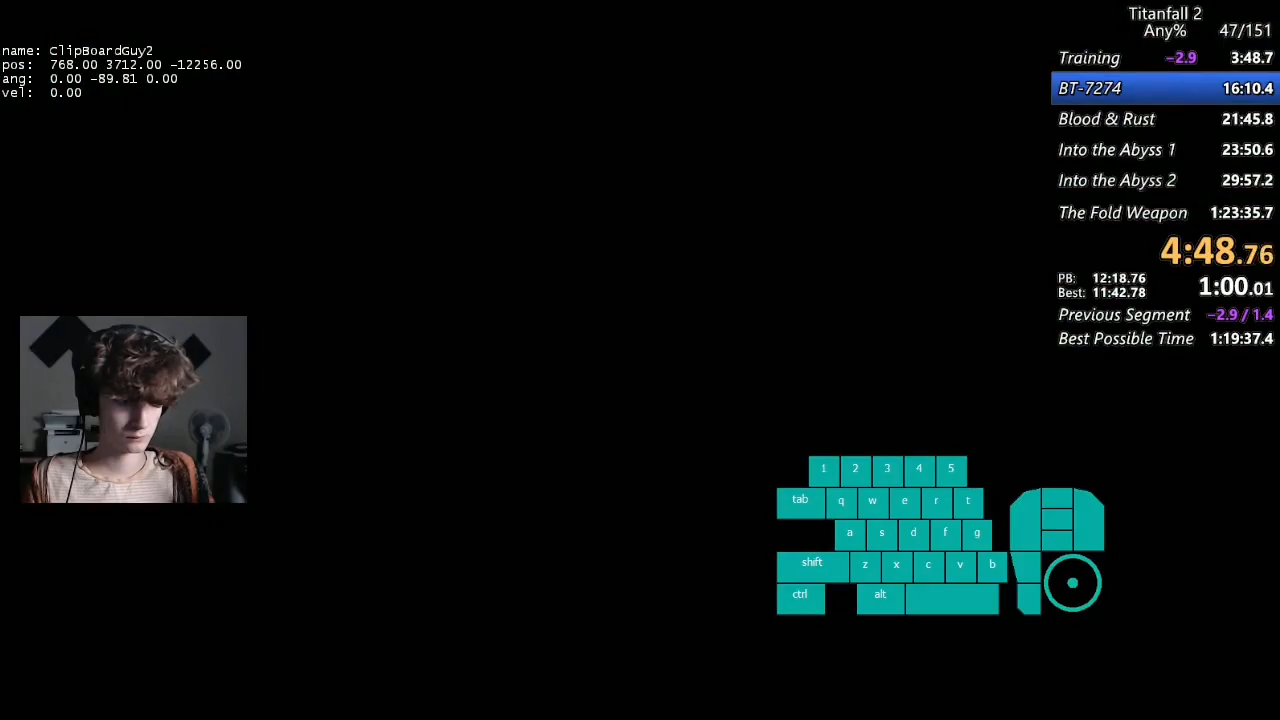 name: ClipBoardGuy2
pos: 768.00 3712.00 -12256.00
ang: 0.00 -89.81 0.00
vel: 0.00
Titanfall 2
Any% 47/151
Training -2.9 3:48.7
BT-7274 16:10.4
Blood & Rust 21:45.8
Into the Abyss 1 23:50.6
Into the Abyss 2 29:57.2
The Fold Weapon 1:23:35.7
4:48.76
PB: 12:18.76
Best: 11:42.78
1:00.01
Previous Segment -2.9 / 1.4
Best Possible Time 1:19:37.4
1 2 3 4 5
tab q w e r t
a s d f g
shift z x c v b
ctrl alt